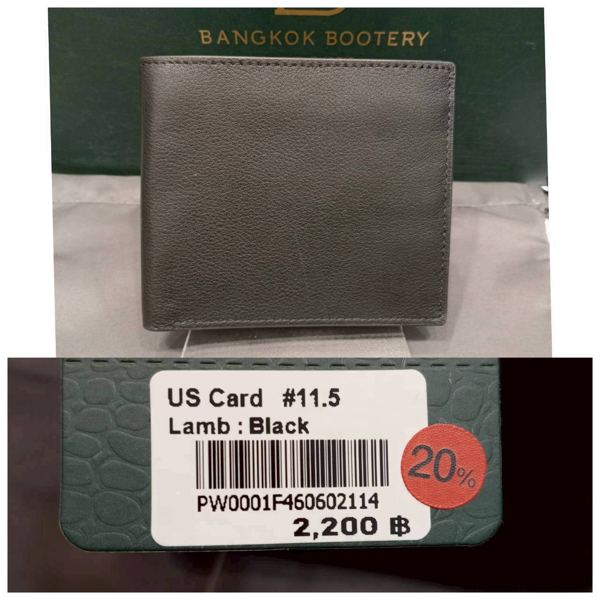 BANGKOK BOOTERY
US Card #11.5
Lamb : Black
20%
PW0001F460602114
2,200 ฿